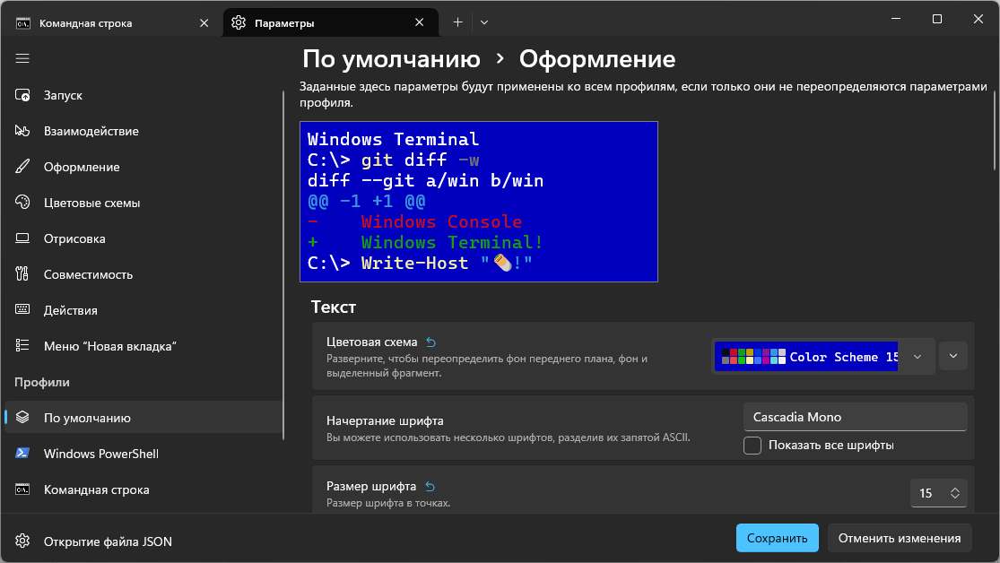 Командная строка
Параметры
По умолчанию › Оформление
Заданные здесь параметры будут применены ко всем профилям, если только они не переопределяются параметрами
профиля.
Запуск
Взаимодействие
Оформление
Цветовые схемы
Отрисовка
Совместимость
Действия
Меню “Новая вкладка”
Профили
По умолчанию
Windows PowerShell
Командная строка
Открытие файла JSON
Windows Terminal
C:\> git diff -w
diff --git a/win b/win
@@ -1 +1 @@
-    Windows Console
+    Windows Terminal!
C:\> Write-Host "!"
Текст
Цветовая схема
Разверните, чтобы переопределить фон переднего плана, фон и
выделенный фрагмент.
Color Scheme 15
Начертание шрифта
Вы можете использовать несколько шрифтов, разделив их запятой ASCII.
Cascadia Mono
Показать все шрифты
Размер шрифта
Размер шрифта в точках.
15
Сохранить
Отменить изменения